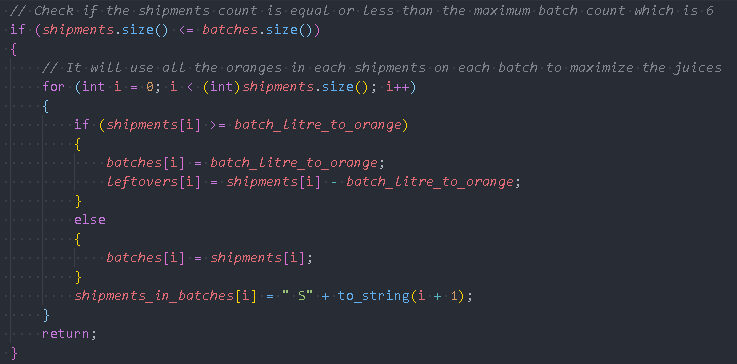 // Check if the shipments count is equal or less than the maximum batch count which is 6
if (shipments.size() <= batches.size())
{
    // It will use all the oranges in each shipments on each batch to maximize the juices
    for (int i = 0; i < (int)shipments.size(); i++)
    {
        if (shipments[i] >= batch_litre_to_orange)
        {
            batches[i] = batch_litre_to_orange;
            leftovers[i] = shipments[i] - batch_litre_to_orange;
        }
        else
        {
            batches[i] = shipments[i];
        }
        shipments_in_batches[i] = " S" + to_string(i + 1);
    }
    return;
}